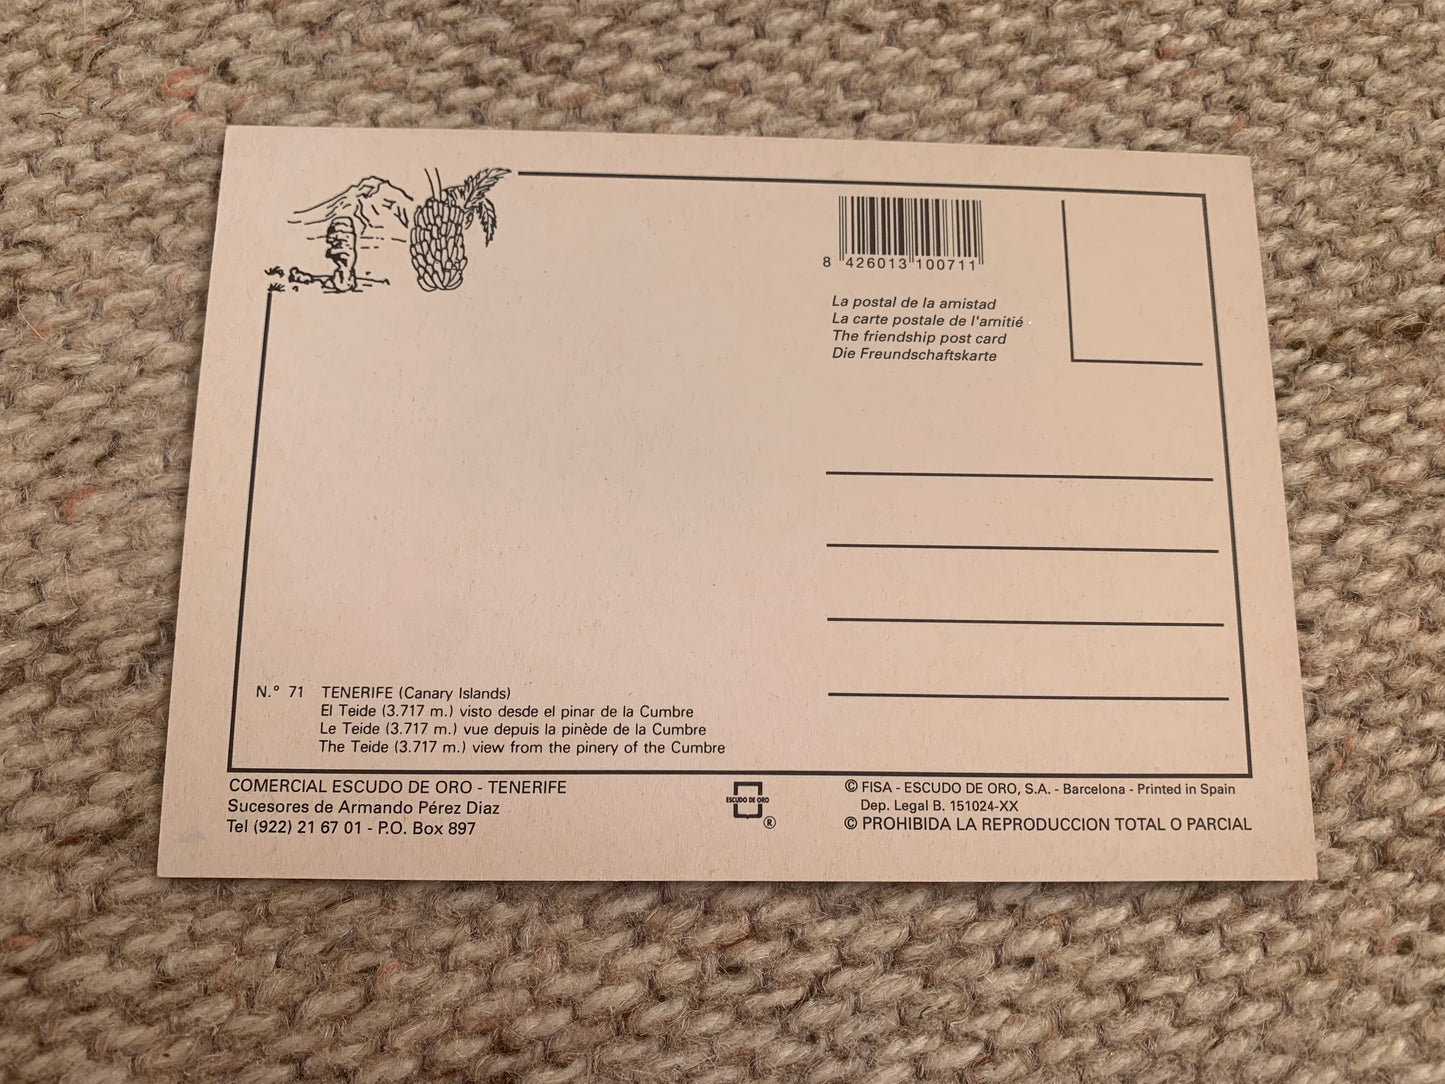 8 426013 100711
La postal de la amistad
La carte postale de l'amitié
The friendship post card
Die Freundschaftskarte
N.º 71 TENERIFE (Canary Islands)
El Teide (3.717 m.) visto desde el pinar de la Cumbre
Le Teide (3.717 m.) vue depuis la pinède de la Cumbre
The Teide (3.717 m.) view from the pinery of the Cumbre
COMERCIAL ESCUDO DE ORO - TENERIFE
Sucesores de Armando Pérez Diaz
Tel (922) 21 67 01 - P.O. Box 897
ESCUDO DE ORO
®
© FISA - ESCUDO DE ORO, S.A. - Barcelona - Printed in Spain
Dep. Legal B. 151024-XX
© PROHIBIDA LA REPRODUCCION TOTAL O PARCIAL